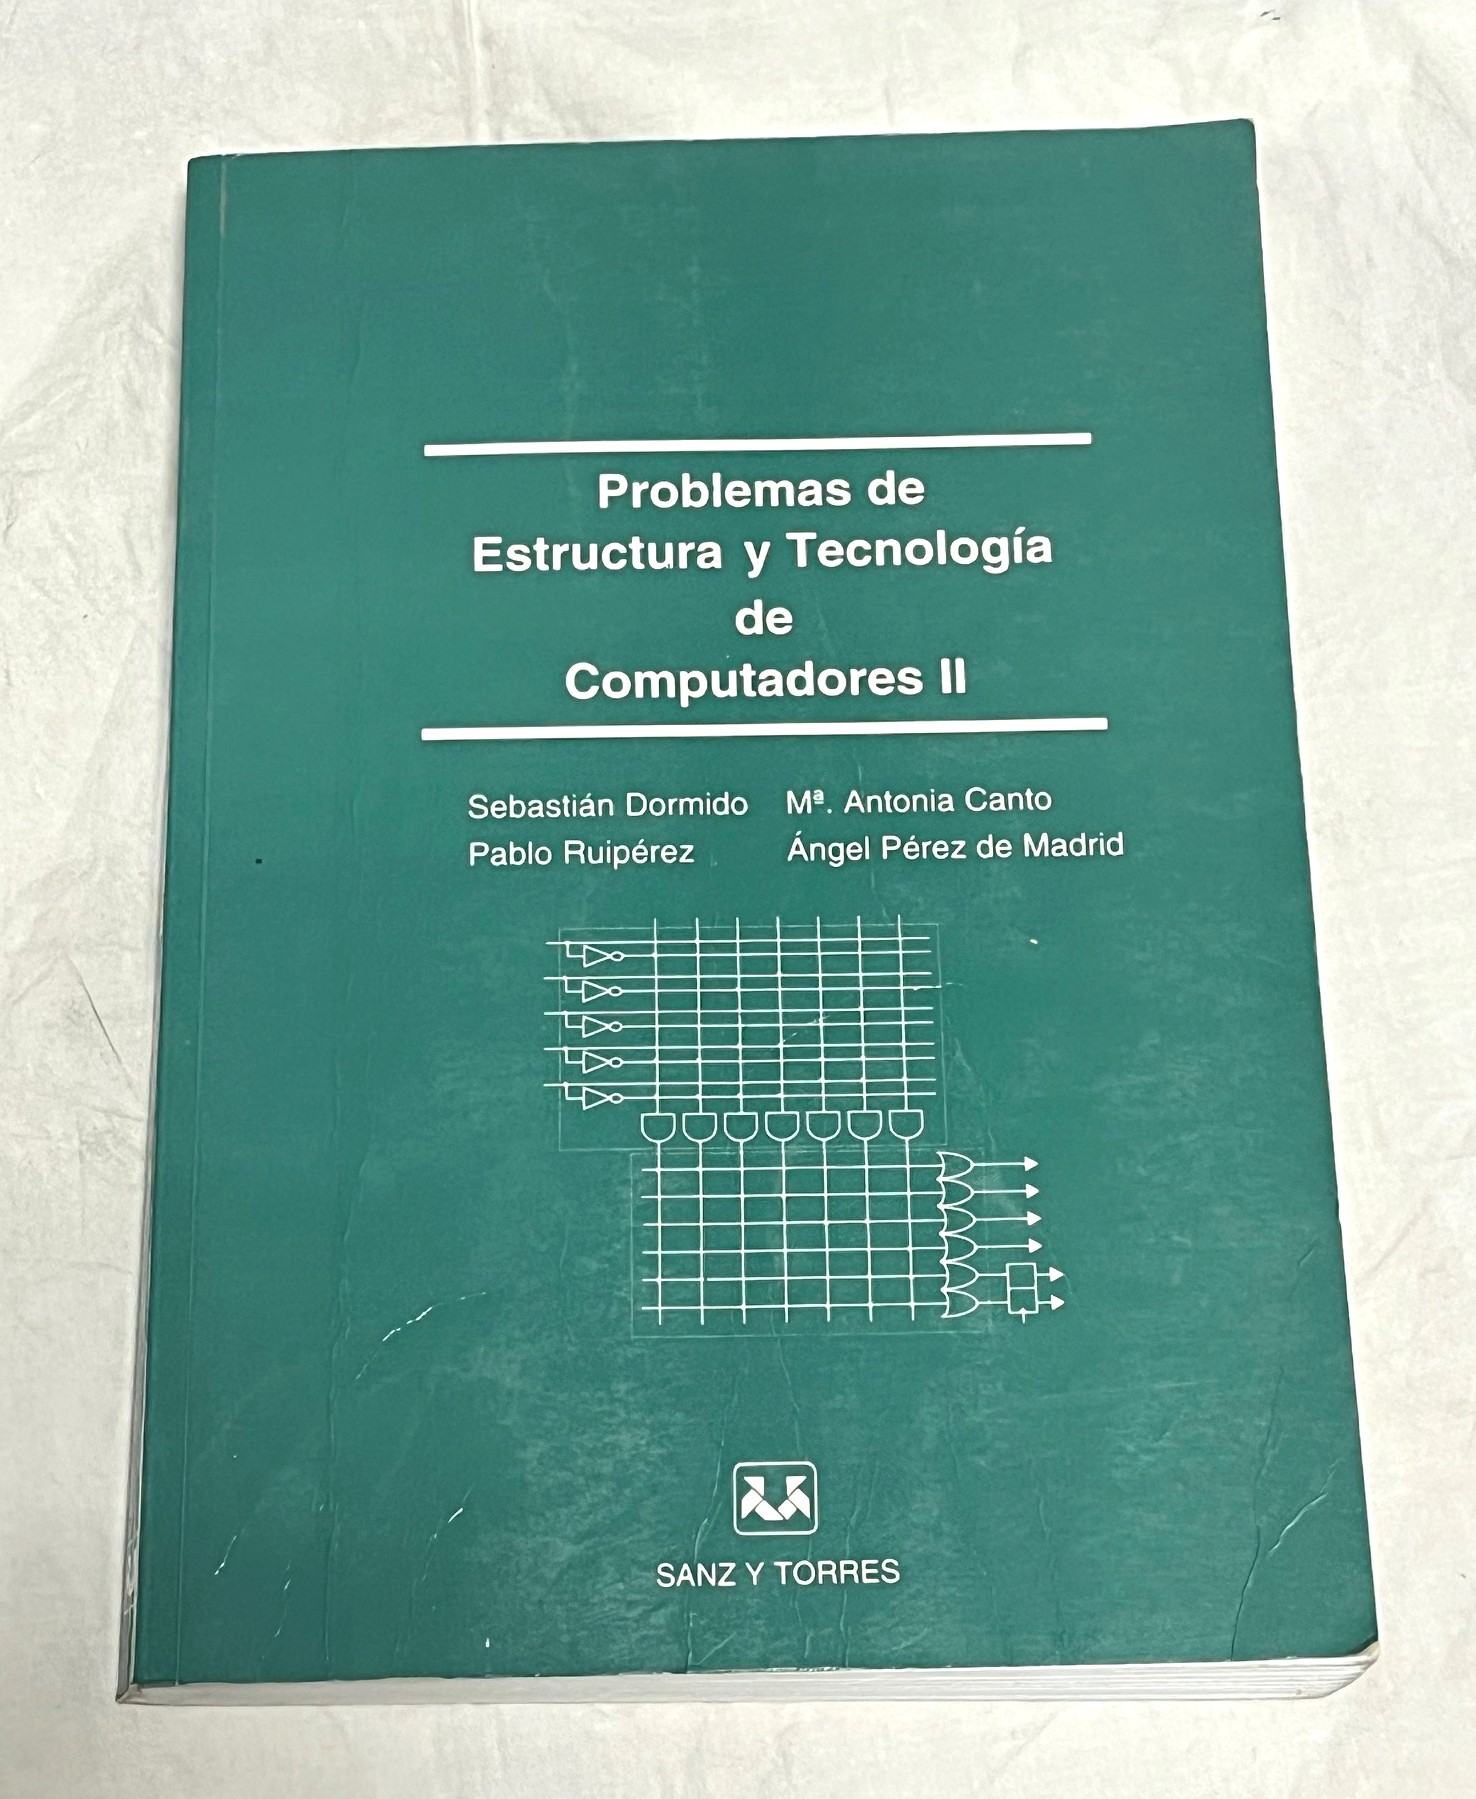 Problemas de
Estructura y Tecnología
de
Computadores II
Sebastián Dormido Mª. Antonia Canto
Pablo Ruipérez Ángel Pérez de Madrid
SANZ Y TORRES